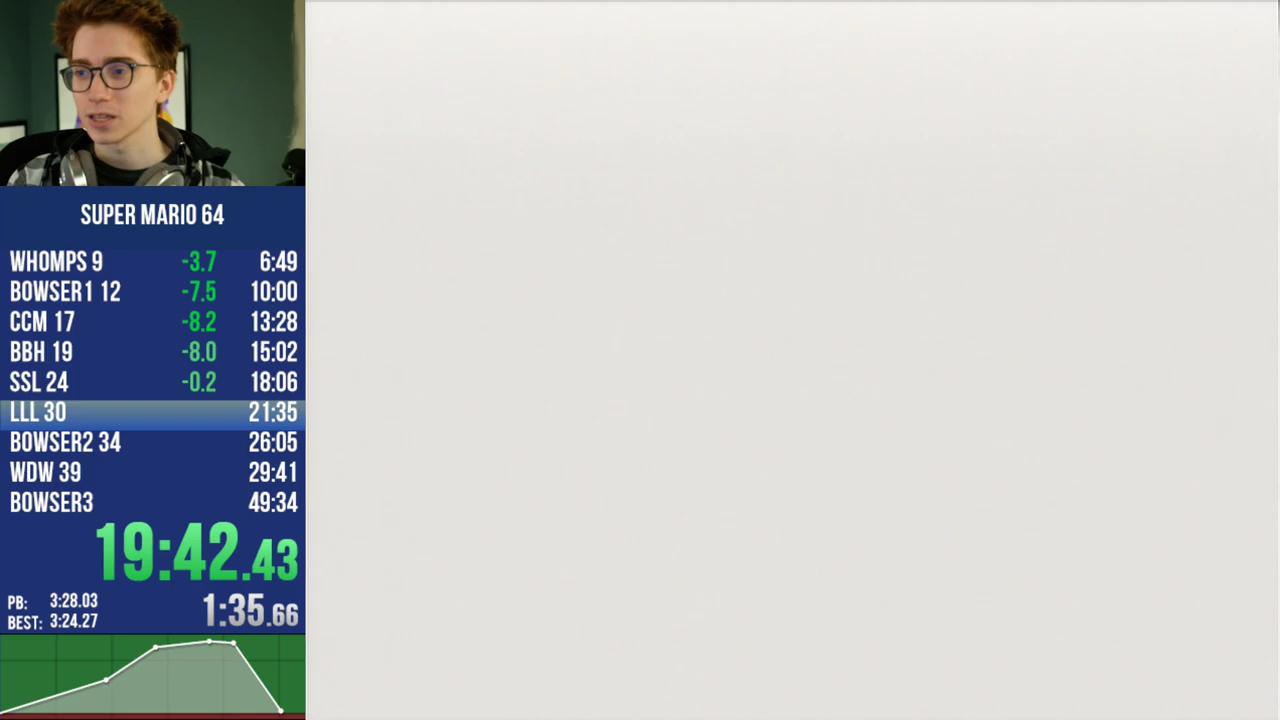 SUPER MARIO 64
WHOMPS 9 -3.7 6:49
BOWSER1 12 -7.5 10:00
CCM 17 -8.2 13:28
BBH 19 -8.0 15:02
SSL 24 -0.2 18:06
LLL 30 21:35
BOWSER2 34 26:05
WDW 39 29:41
BOWSER3 49:34
19:42.43
PB: 3:28.03 1:35.66
BEST: 3:24.27